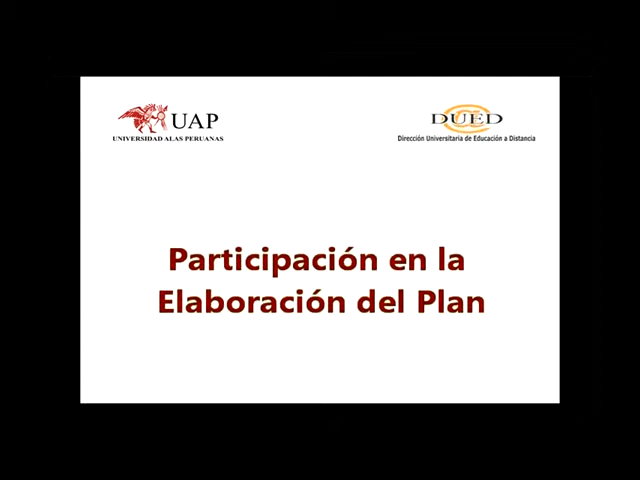 UAP
UNIVERSIDAD ALAS PERUANAS
DUED
Dirección Universitaria de Educación a Distancia
Participación en la
Elaboración del Plan